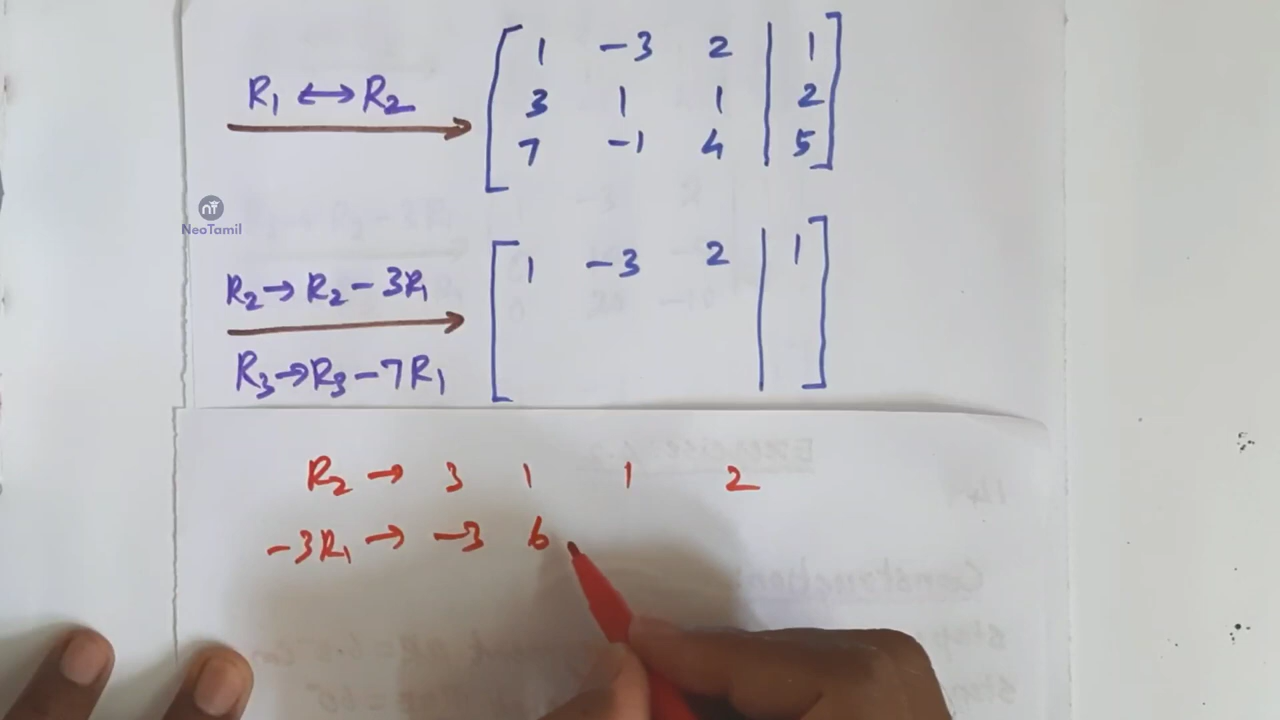 R₁ ↔ R₂
[ 1 -3 2 | 1 ]
[ 3 1 1 | 2 ]
[ 7 -1 4 | 5 ]
NeoTamil
R₂ → R₂ - 3R₁
R₃ → R₃ - 7R₁
[ 1 -3 2 | 1 ]
R₂ → 3 1 1 2
-3R₁ → -3 6